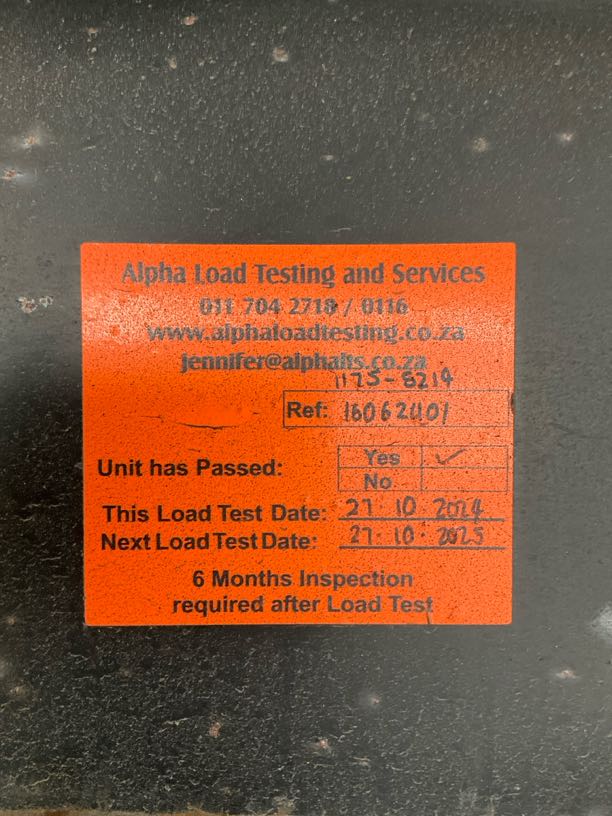 Alpha Load Testing and Services
011 704 2718 / 0116
www.alphaloadtesting.co.za
jennifer@alphalts.co.za
1175-8214
Ref:
Unit has Passed: Yes ✓
No
This Load Test Date: 27.10.2024
Next Load Test Date: 27.10.2025
6 Months Inspection
required after Load Test